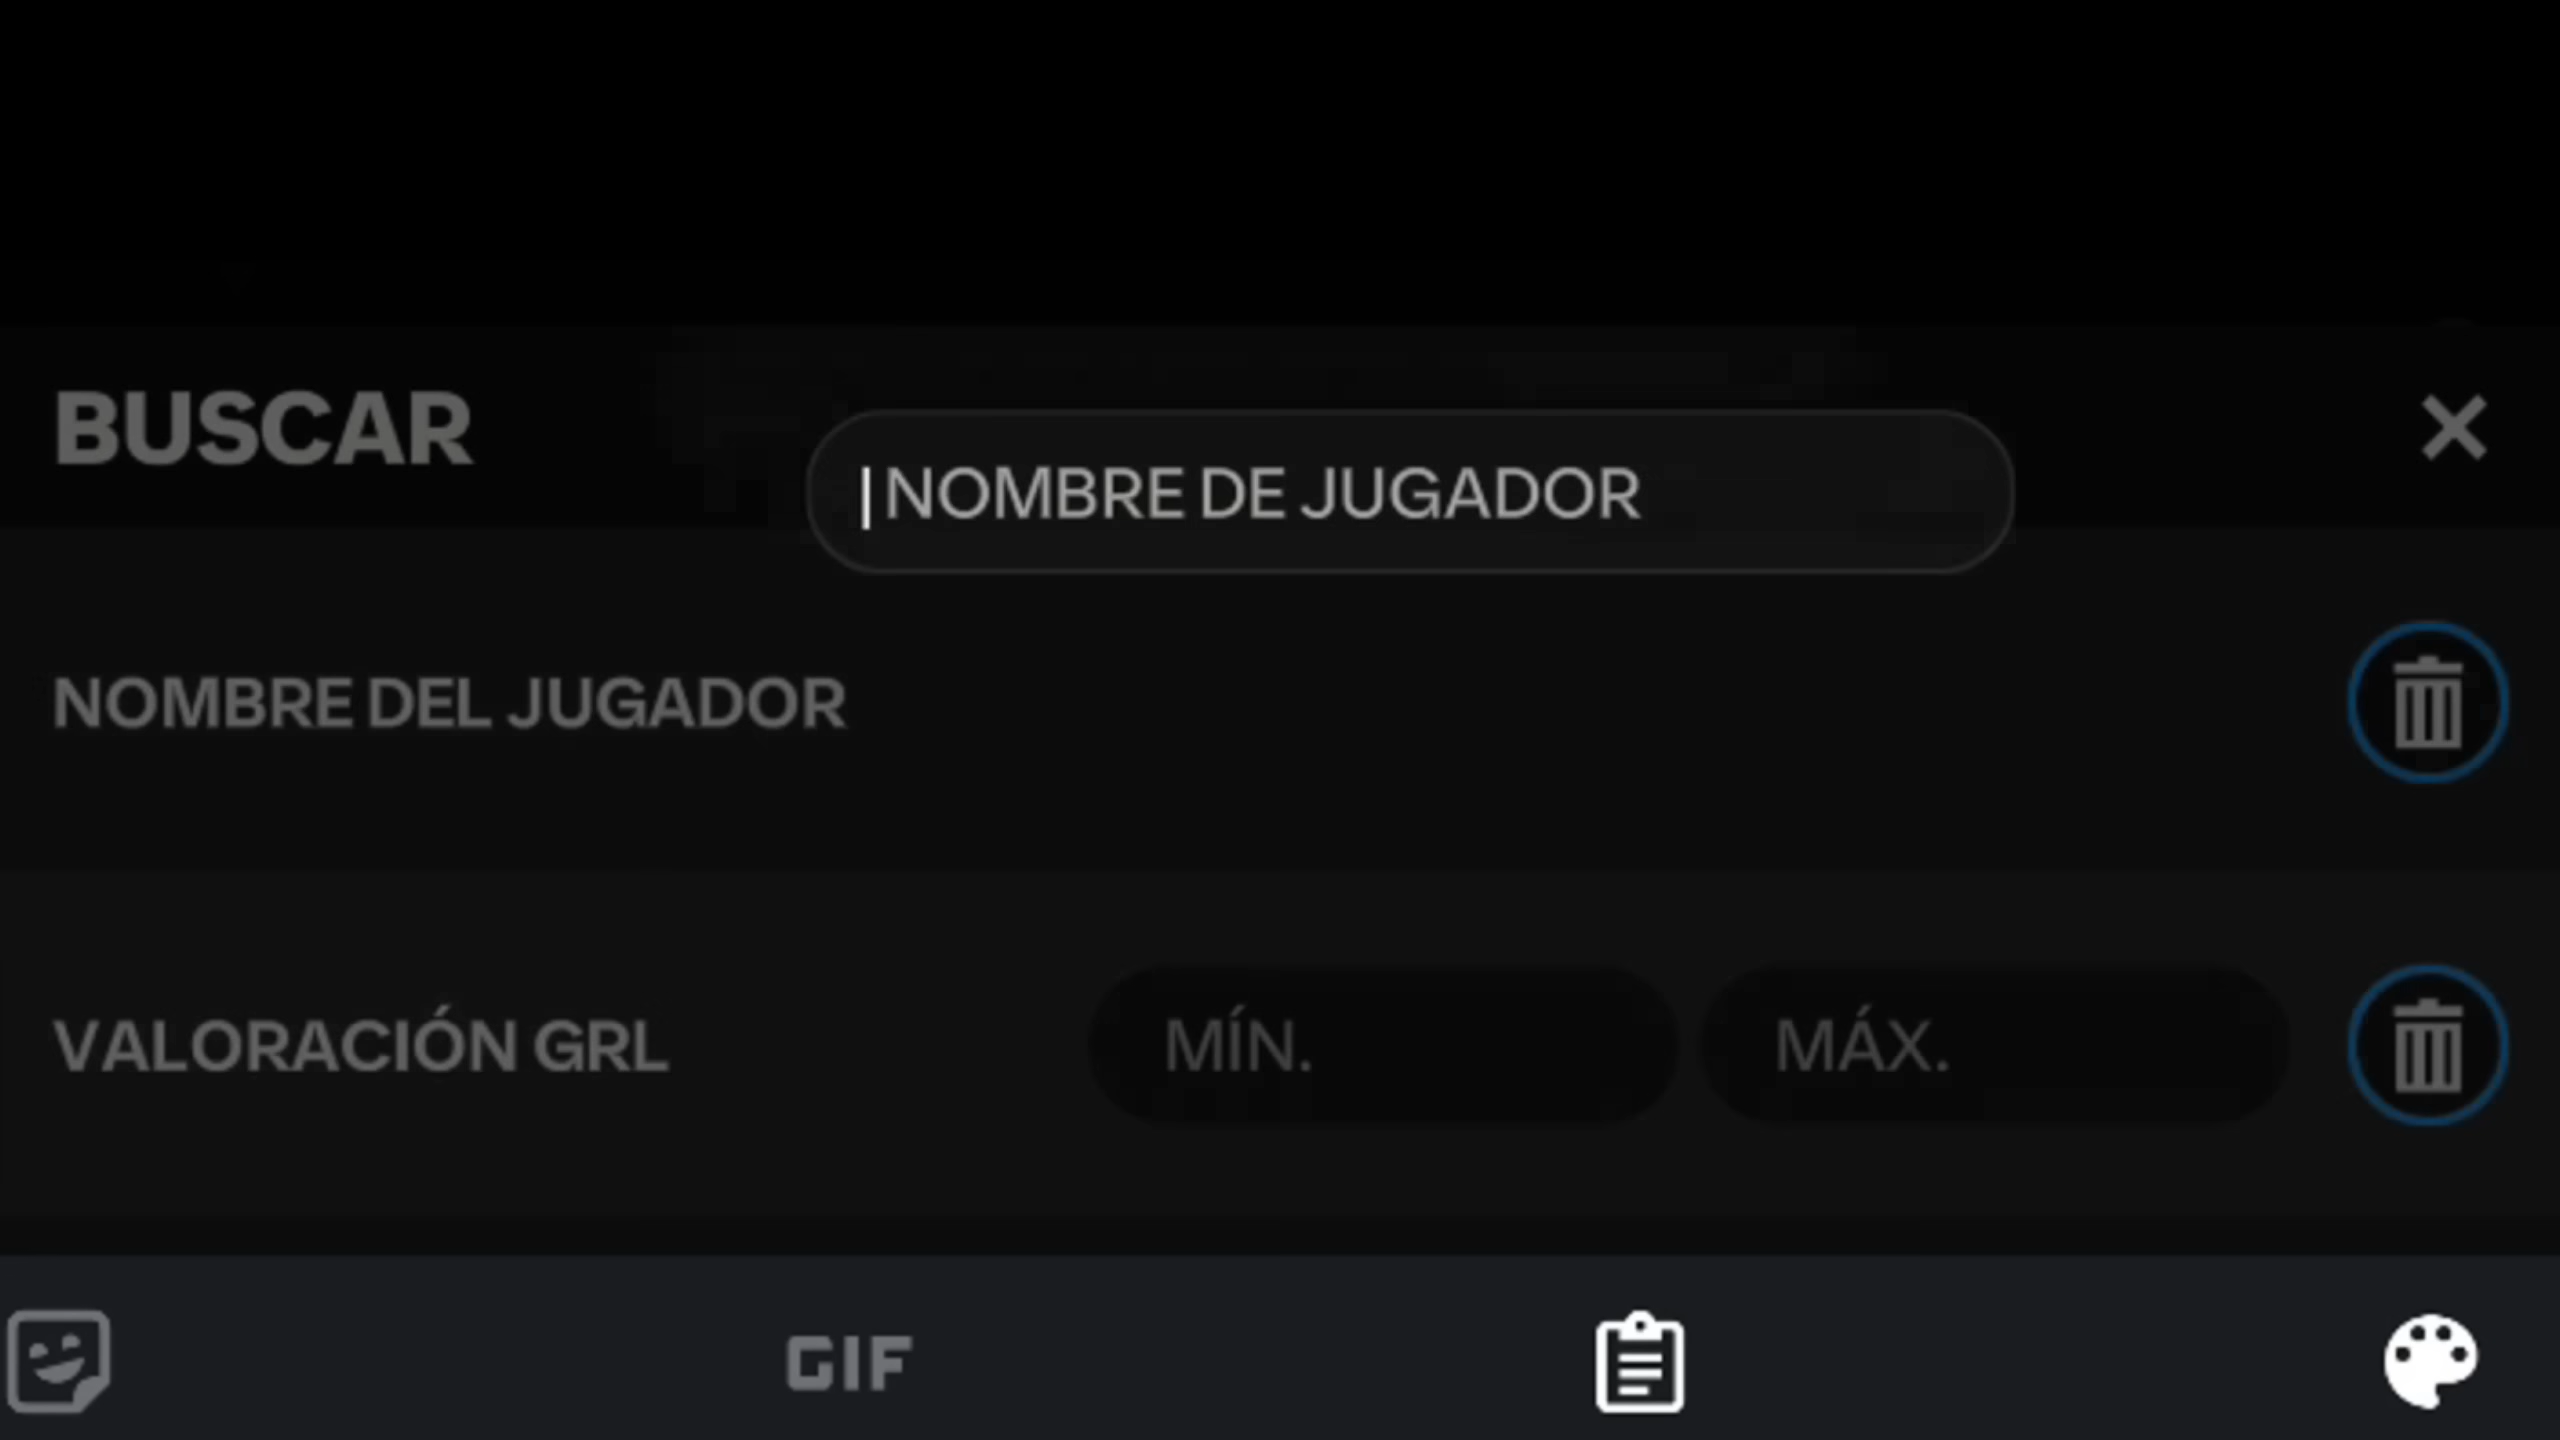 BUSCAR
NOMBRE DE JUGADOR
NOMBRE DEL JUGADOR
VALORACIÓN GRL MÍN. MÁX.
GIF